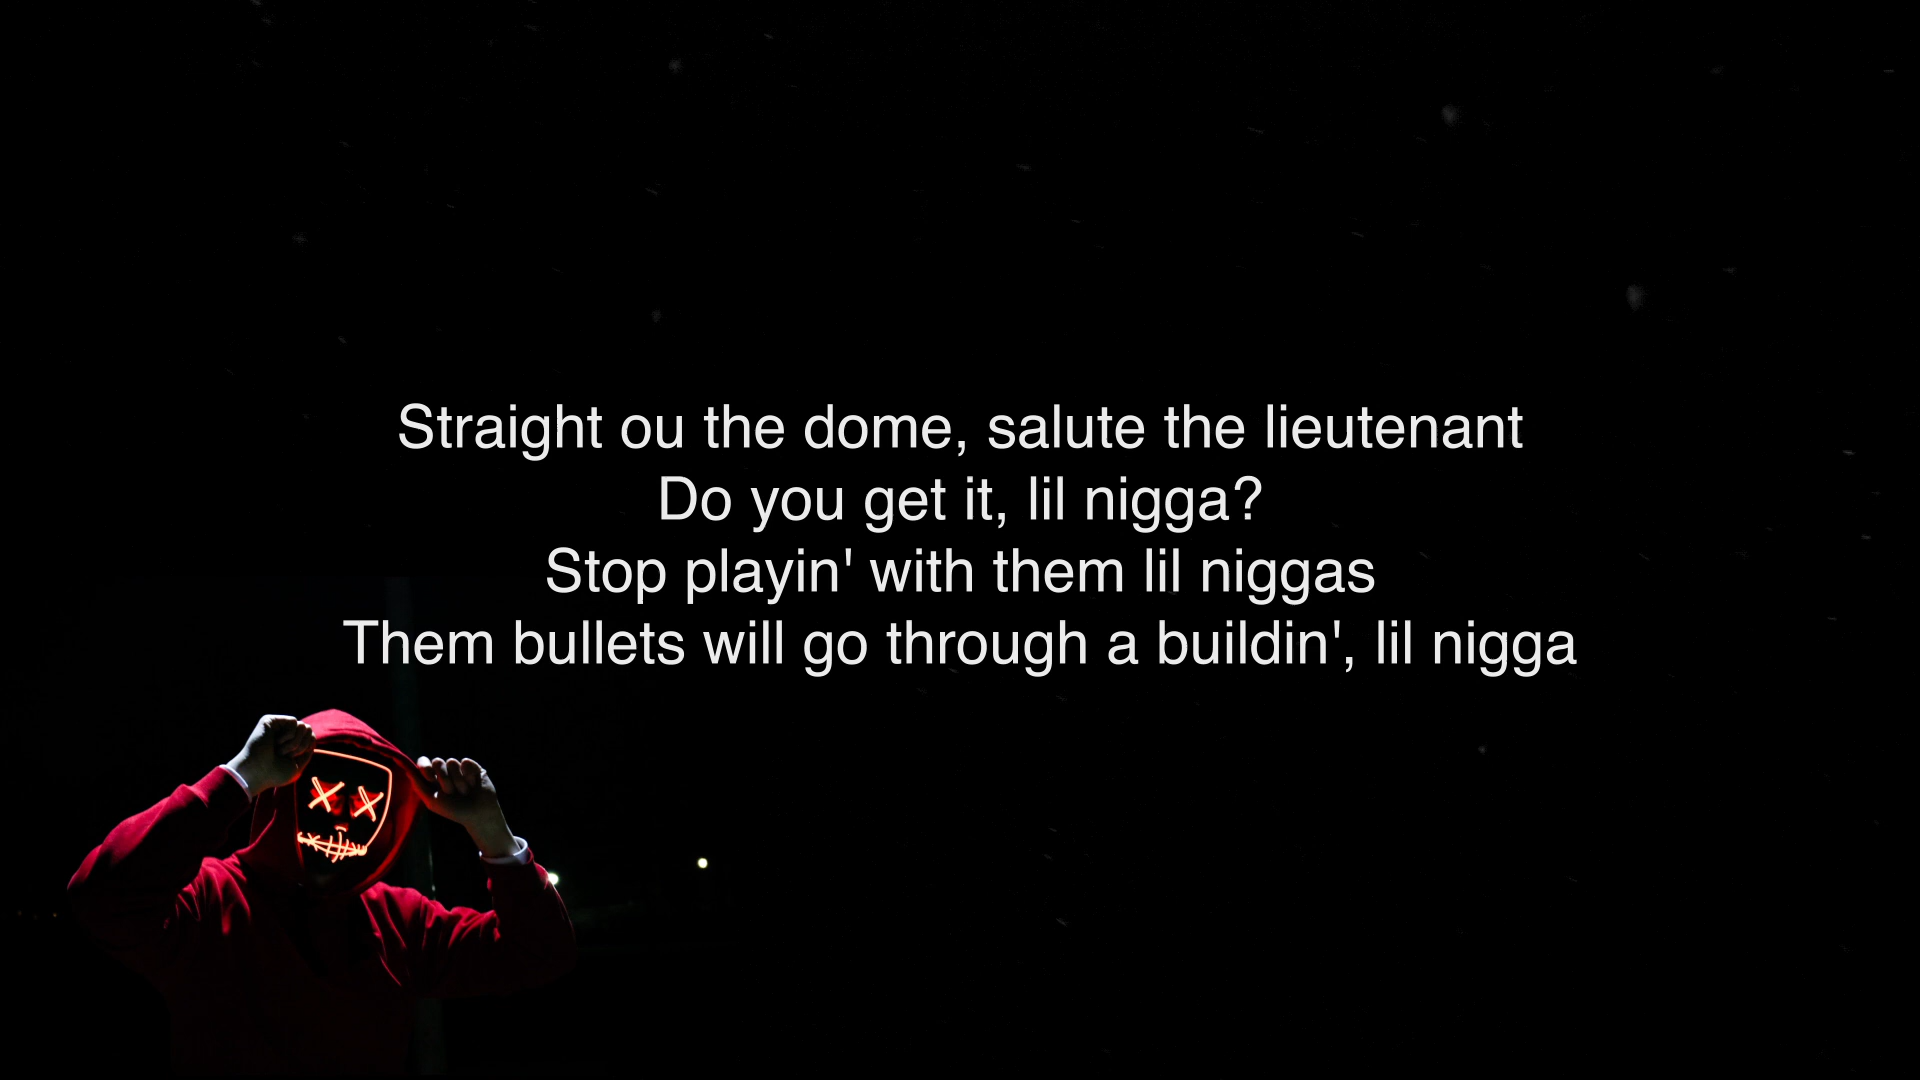 Straight ou the dome, salute the lieutenant
Do you get it, lil nigga?
Stop playin' with them lil niggas
Them bullets will go through a buildin', lil nigga